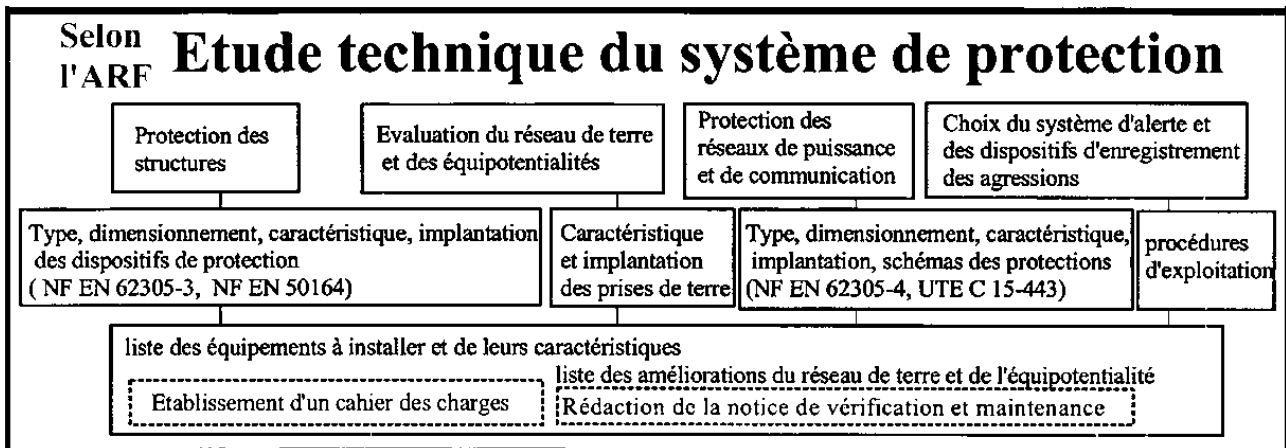 Selon
l'ARF
Etude technique du système de protection
Protection des
structures
Evaluation du réseau de terre
et des équipotentialités
Protection des
réseaux de puissance
et de communication
Choix du système d'alerte et
des dispositifs d'enregistrement
des agressions
Type, dimensionnement, caractéristique, implantation
des dispositifs de protection
( NF EN 62305-3, NF EN 50164)
Caractéristique
et implantation
des prises de terre
Type, dimensionnement, caractéristique,
implantation, schémas des protections
(NF EN 62305-4, UTE C 15-443)
procédures
d'exploitation
liste des équipements à installer et de leurs caractéristiques
liste des améliorations du réseau de terre et de l'équipotentialité
Etablissement d'un cahier des charges
Rédaction de la notice de vérification et maintenance